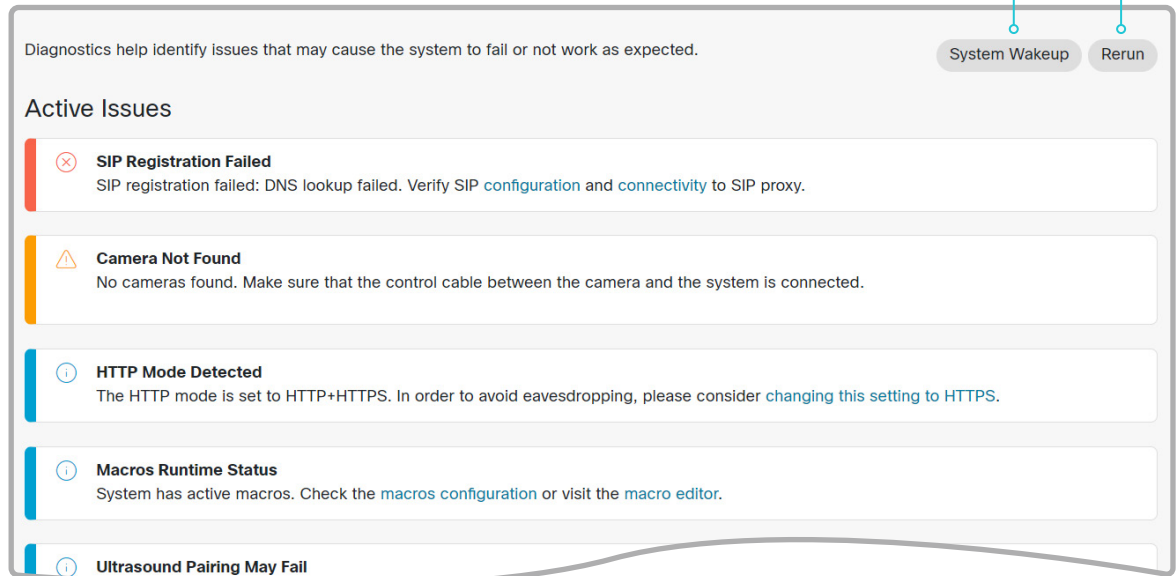 Diagnostics help identify issues that may cause the system to fail or not work as expected.
System Wakeup
Rerun
Active Issues
SIP Registration Failed
SIP registration failed: DNS lookup failed. Verify SIP configuration and connectivity to SIP proxy.
Camera Not Found
No cameras found. Make sure that the control cable between the camera and the system is connected.
HTTP Mode Detected
The HTTP mode is set to HTTP+HTTPS. In order to avoid eavesdropping, please consider changing this setting to HTTPS.
Macros Runtime Status
System has active macros. Check the macros configuration or visit the macro editor.
Ultrasound Pairing May Fail